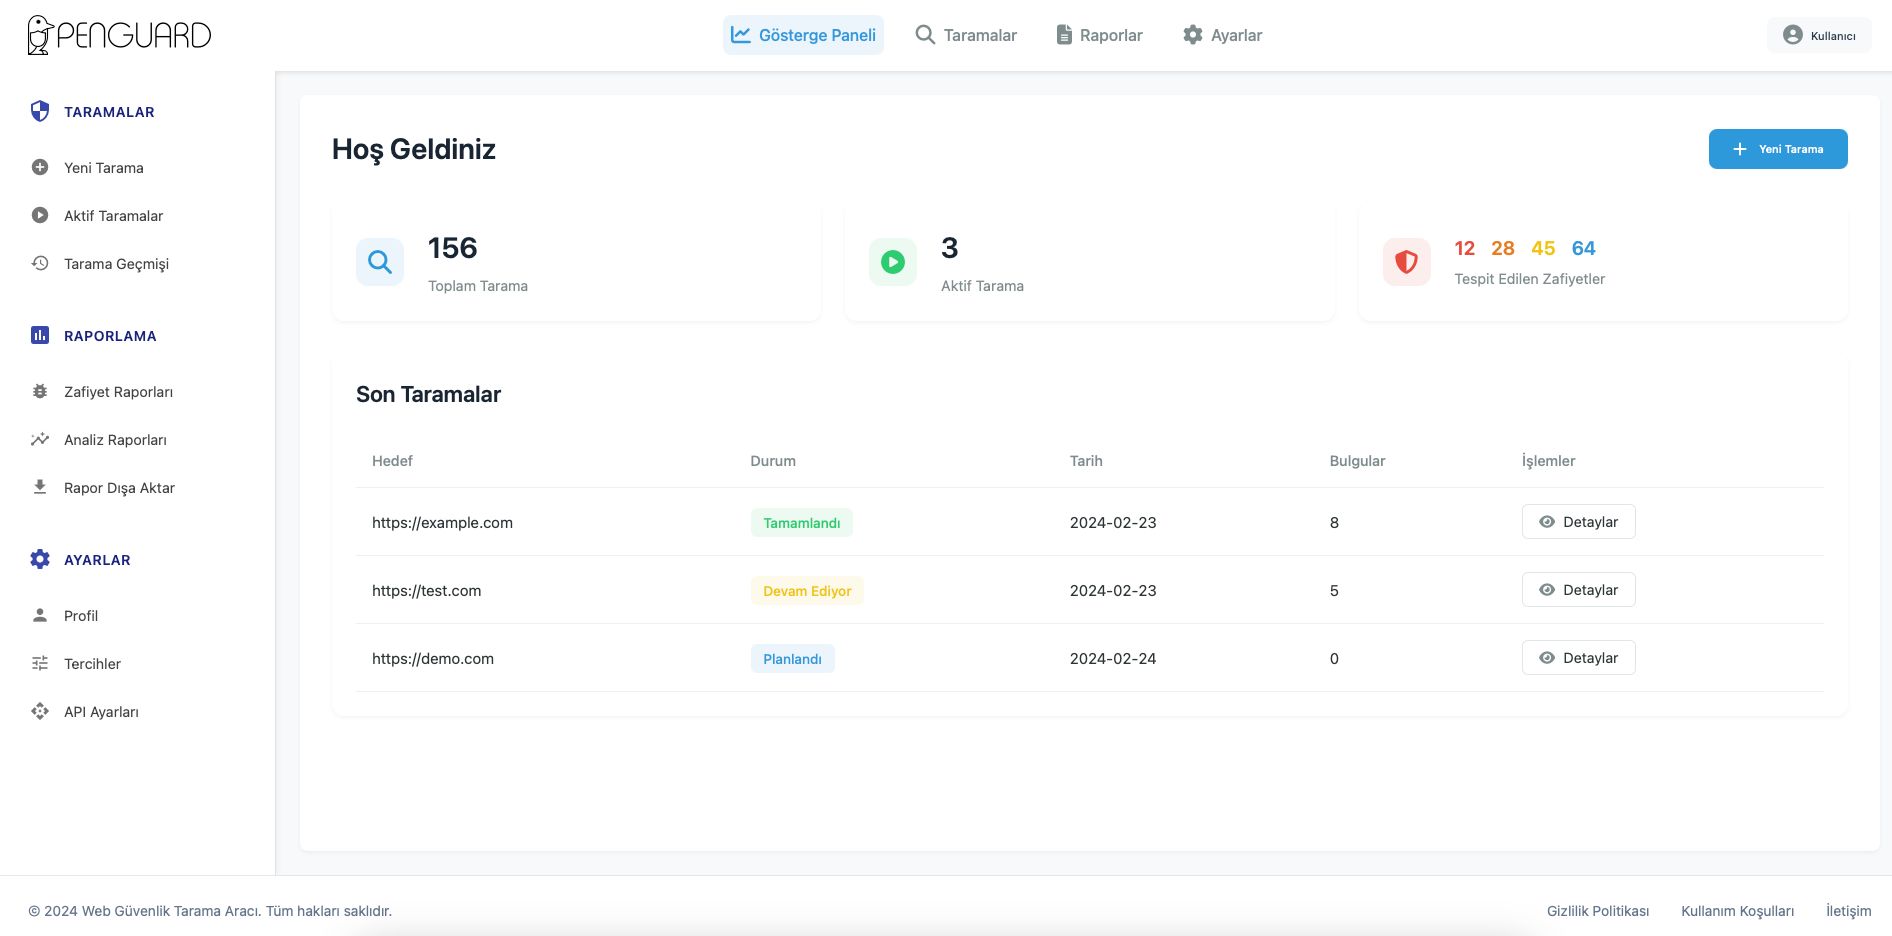 PENGUARD
Gösterge Paneli
Taramalar
Raporlar
Ayarlar
Kullanıcı
TARAMALAR
Yeni Tarama
Aktif Taramalar
Tarama Geçmişi
RAPORLAMA
Zafiyet Raporları
Analiz Raporları
Rapor Dışa Aktar
AYARLAR
Profil
Tercihler
API Ayarları
Hoş Geldiniz
Yeni Tarama
156
Toplam Tarama
3
Aktif Tarama
12 28 45 64
Tespit Edilen Zafiyetler
Son Taramalar
Hedef Durum Tarih Bulgular İşlemler
https://example.com Tamamlandı 2024-02-23 8 Detaylar
https://test.com Devam Ediyor 2024-02-23 5 Detaylar
https://demo.com Planlandı 2024-02-24 0 Detaylar
© 2024 Web Güvenlik Tarama Aracı. Tüm hakları saklıdır.
Gizlilik Politikası Kullanım Koşulları İletişim